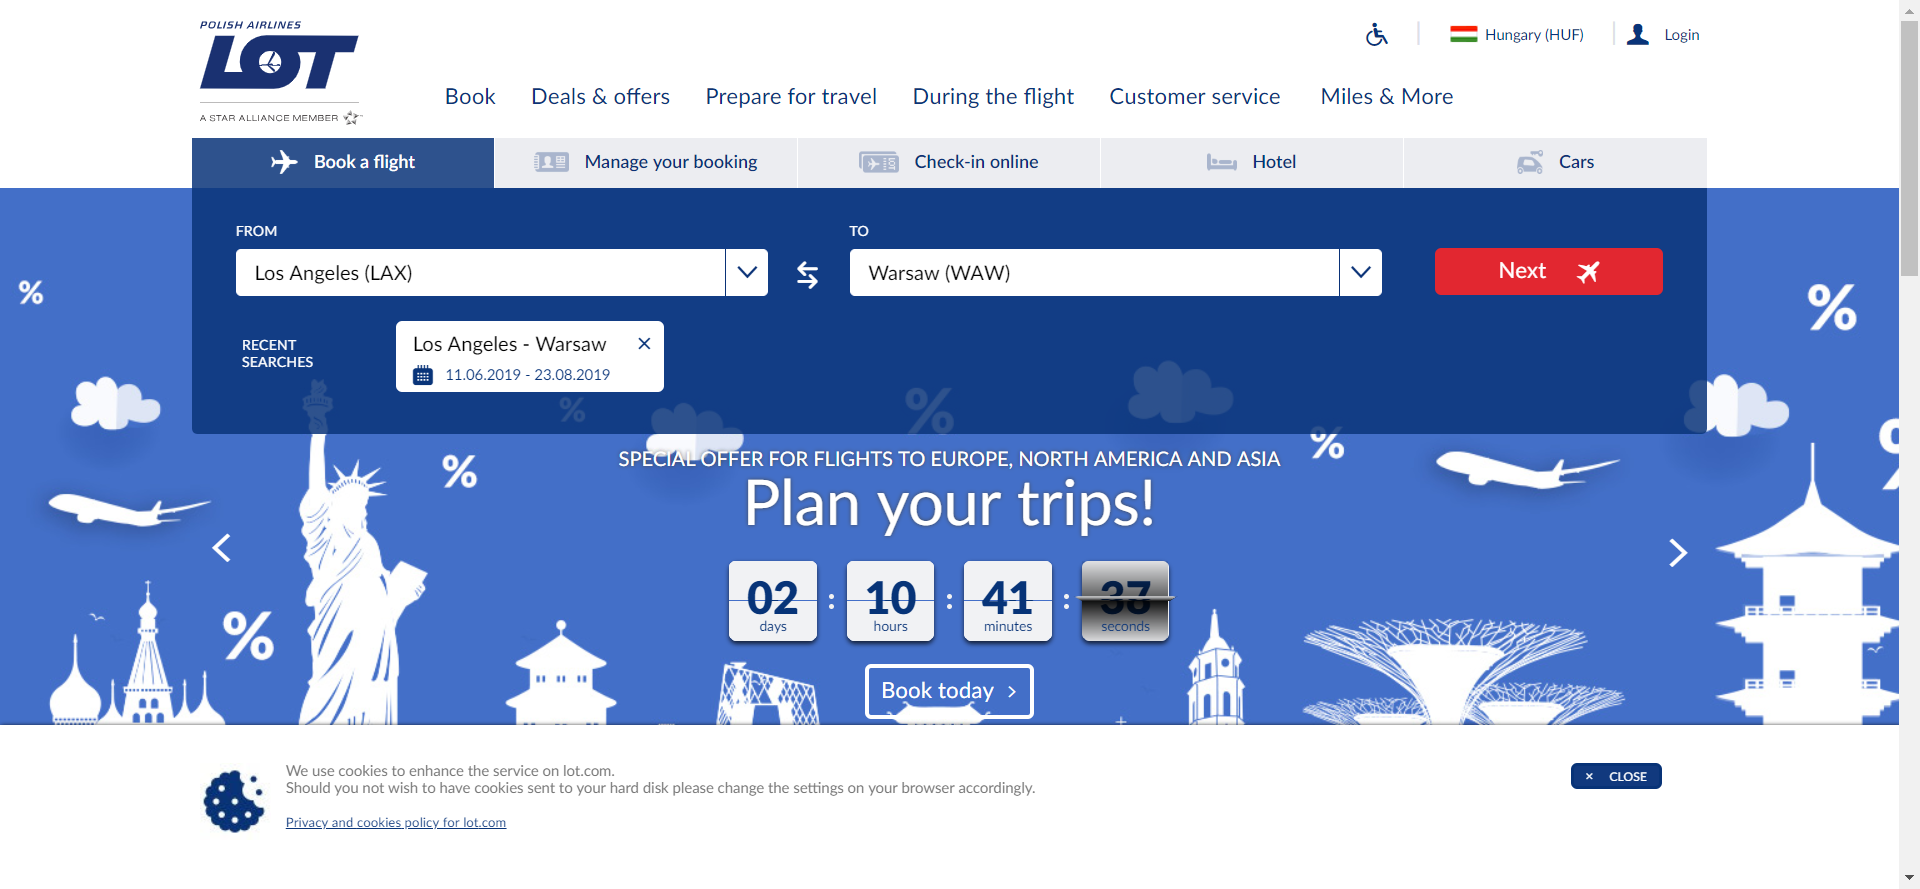 POLISH AIRLINES
LOT
A STAR ALLIANCE MEMBER
Hungary (HUF)
Login
Book
Deals & offers
Prepare for travel
During the flight
Customer service
Miles & More
Book a flight
Manage your booking
Check-in online
Hotel
Cars
FROM
TO
Los Angeles (LAX)
Warsaw (WAW)
Next
RECENT
SEARCHES
Los Angeles - Warsaw
11.06.2019 - 23.08.2019
SPECIAL OFFER FOR FLIGHTS TO EUROPE, NORTH AMERICA AND ASIA
Plan your trips!
02 : 10 : 41 : 37
days hours minutes seconds
Book today
We use cookies to enhance the service on lot.com.
Should you not wish to have cookies sent to your hard disk please change the settings on your browser accordingly.
Privacy and cookies policy for lot.com
× CLOSE